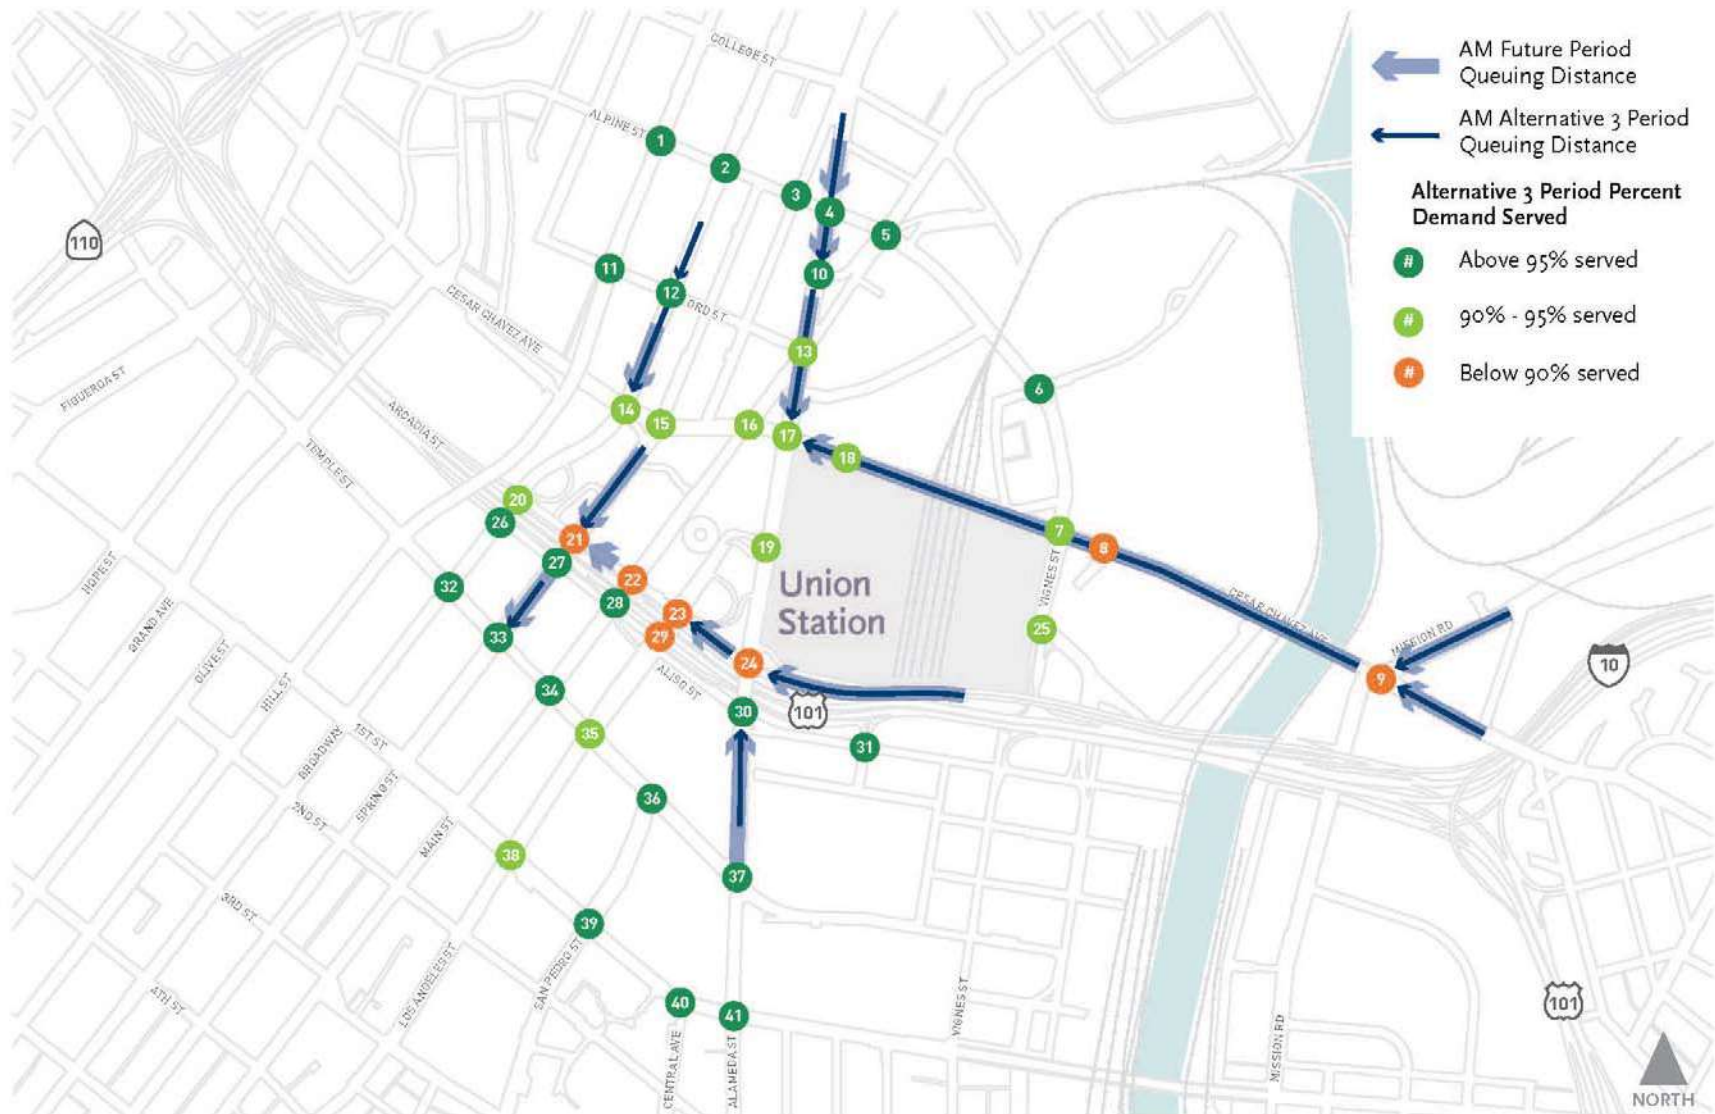 AM Future Period
Queuing Distance
AM Alternative 3 Period
Queuing Distance
Alternative 3 Period Percent
Demand Served
# Above 95% served
# 90% - 95% served
# Below 90% served
COLLEGE ST
ALPINE ST
1
2
3
4
5
110
11
12
ORD ST
10
CESAR CHAVEZ AVE
13
6
FIGUEROA ST
ARCADIA ST
14
15
16
17
18
TEMPLE ST
20
26
21
27
19
7
8
22
28
23
29
24
Union
Station
VIGNES ST
25
CESAR CHAVEZ AVE
MISSION RD
9
10
HOPE ST
GRAND AVE
OLIVE ST
HILL ST
32
33
34
35
ALISO ST
30
101
31
BROADWAY
1ST ST
SPRING ST
2ND ST
MAIN ST
36
37
38
39
3RD ST
4TH ST
LOS ANGELES ST
SAN PEDRO ST
40
41
CENTRAL AVE
ALAMEDA ST
VIGNES ST
MISSION RD
101
NORTH